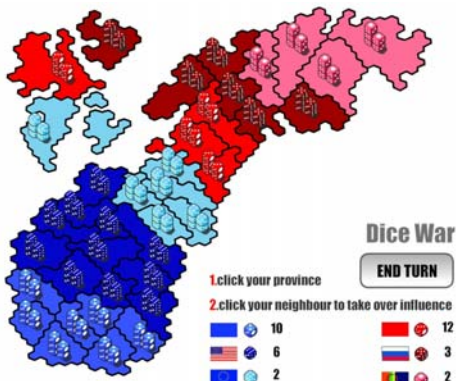 Dice War
END TURN
1.click your province
2.click your neighbour to take over influence
10 12
6 3
2 2